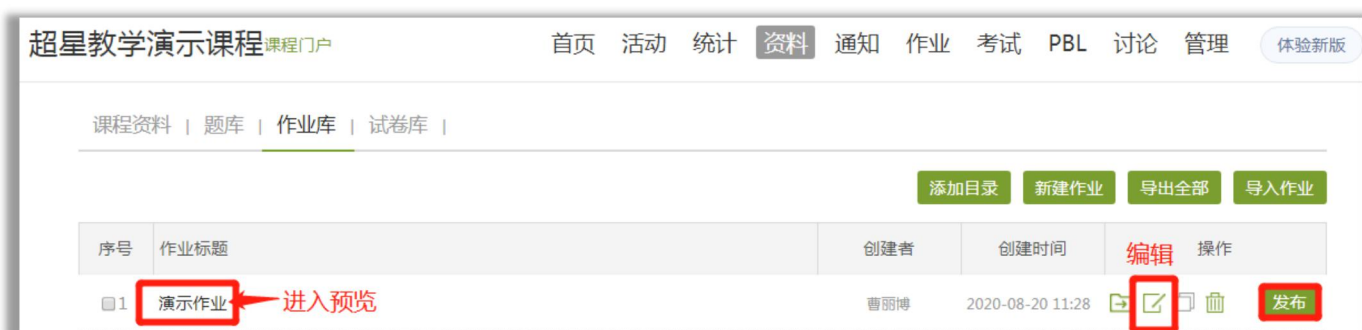 超星教学演示课程课程门户 首页 活动 统计 资料 通知 作业 考试 PBL 讨论 管理 体验新版
课程资料 | 题库 | 作业库 | 试卷库 |
添加目录 新建作业 导出全部 导入作业
序号 作业标题 创建者 创建时间 编辑 操作
1 演示作业 进入预览 曹丽博 2020-08-20 11:28 发布